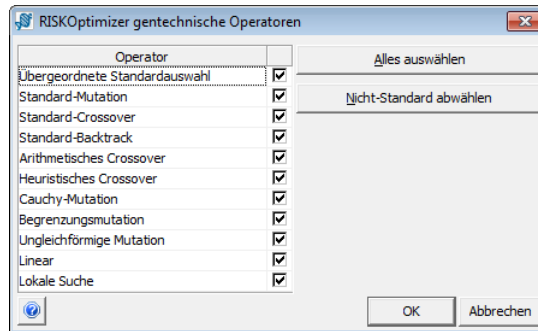 RISKOptimizer gentechnische Operatoren
Operator
Übergeordnete Standardauswahl
Standard-Mutation
Standard-Crossover
Standard-Backtrack
Arithmetisches Crossover
Heuristisches Crossover
Cauchy-Mutation
Begrenzungsmutation
Ungleichförmige Mutation
Linear
Lokale Suche
Alles auswählen
Nicht-Standard abwählen
OK
Abbrechen